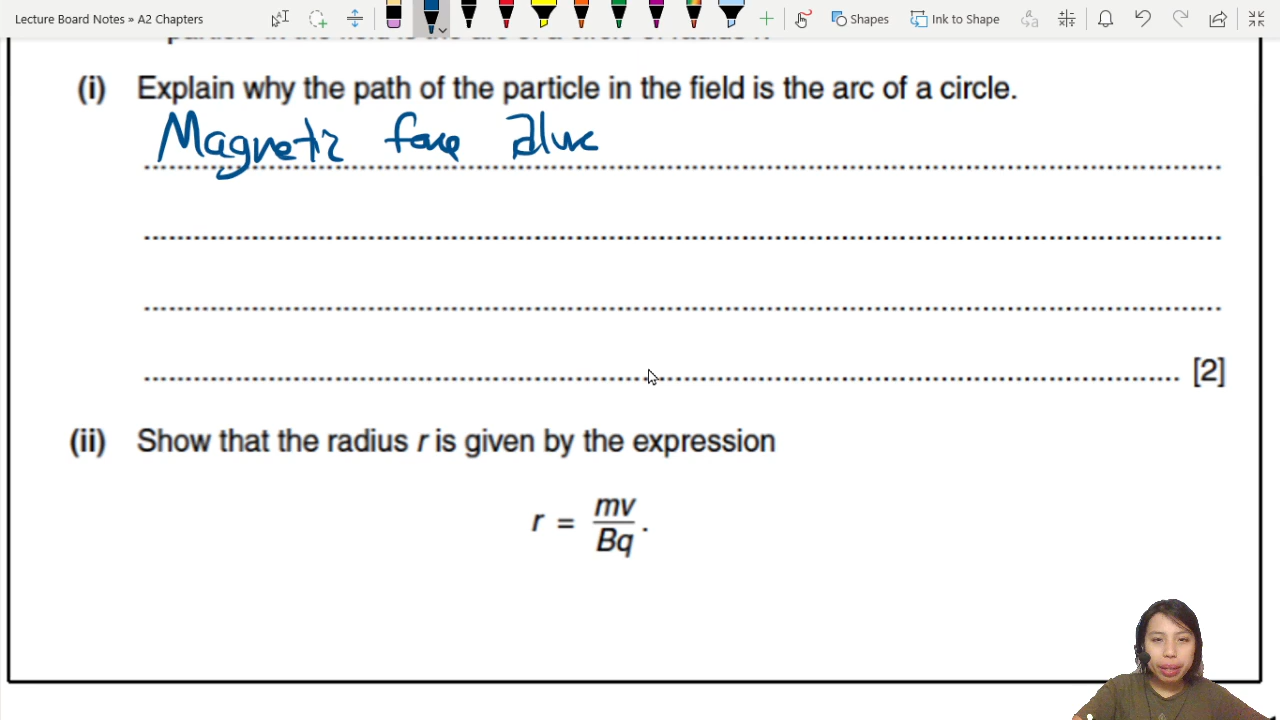 Lecture Board Notes » A2 Chapters
Shapes
Ink to Shape
(i) Explain why the path of the particle in the field is the arc of a circle.
Magnetic force
[2]
(ii) Show that the radius r is given by the expression
r = mv / Bq .